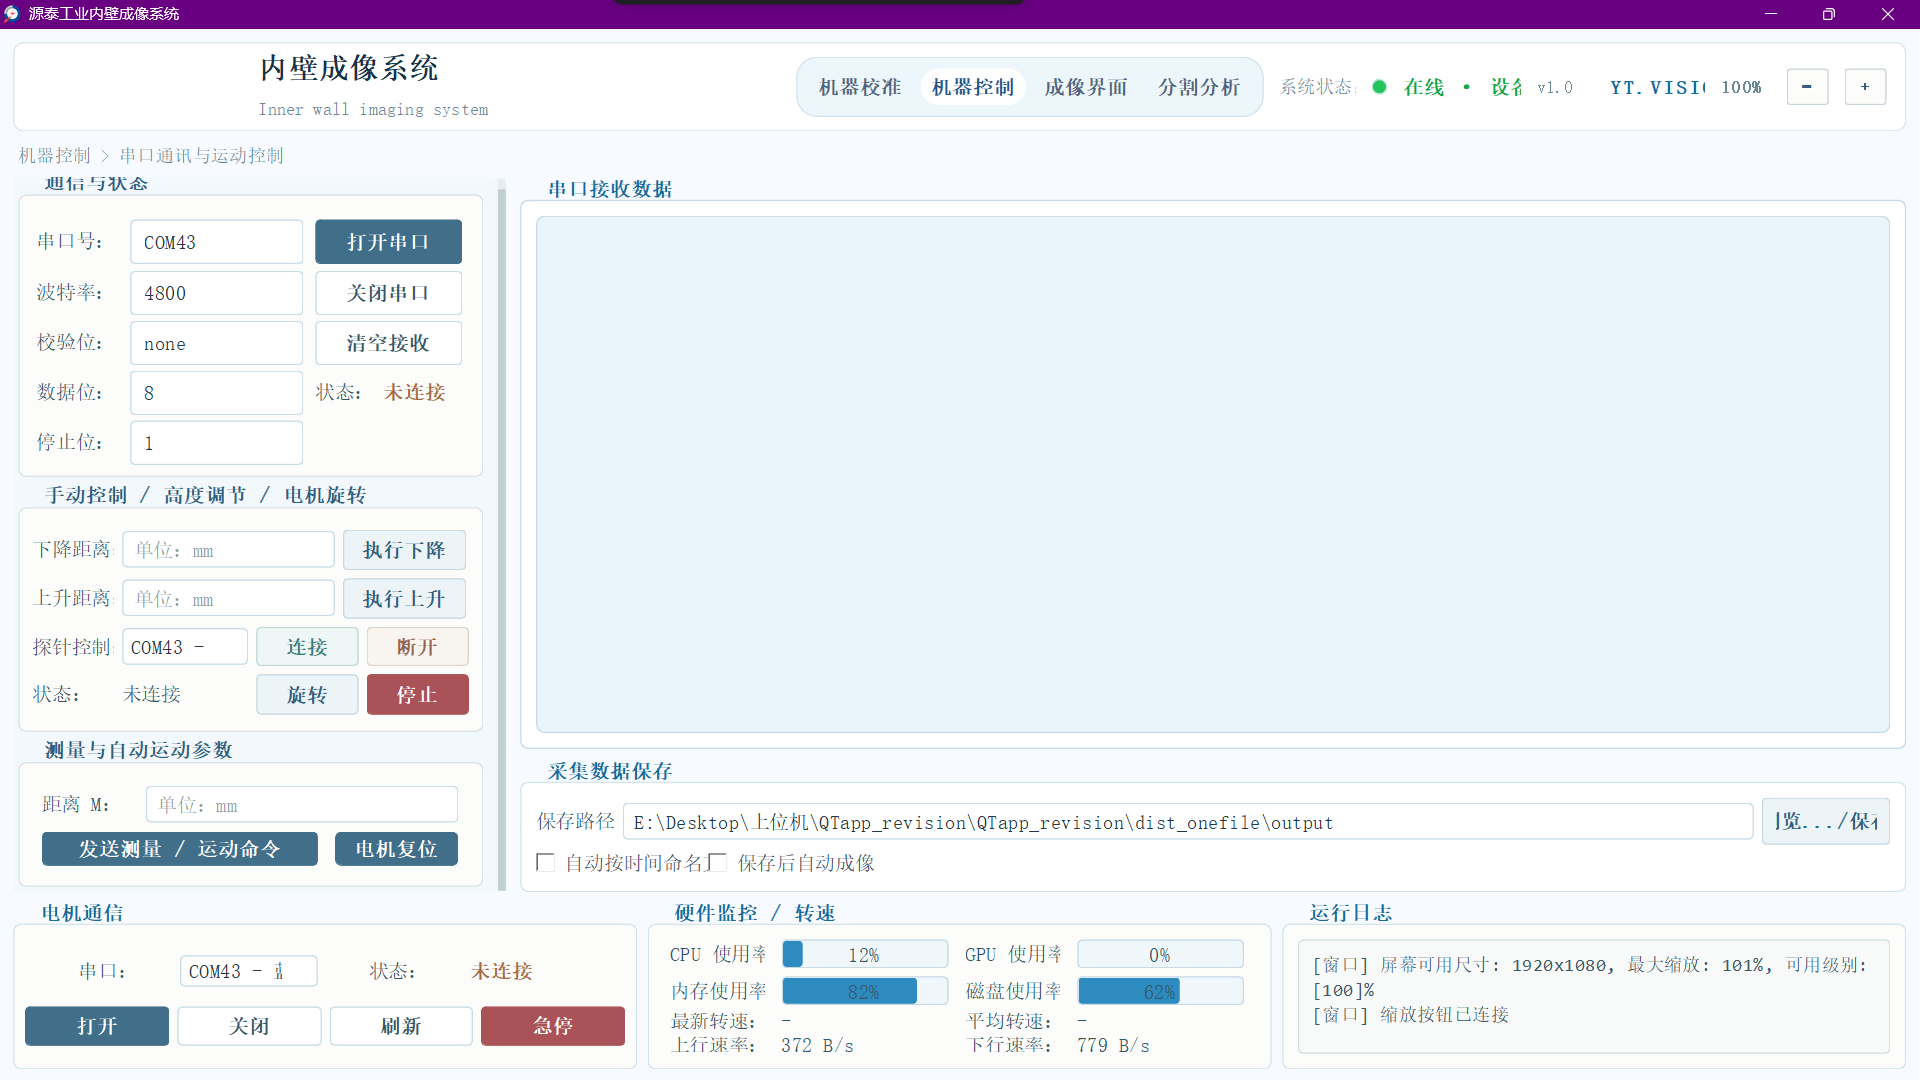 源泰工业内壁成像系统
内壁成像系统
Inner wall imaging system
机器校准 机器控制 成像界面 分割分析
系统状态: 在线 • 设 v1.0 YT.VISI 100% - +
机器控制 > 串口通讯与运动控制
通信与状态
串口号: COM43 打开串口
波特率: 4800 关闭串口
校验位: none 清空接收
数据位: 8 状态: 未连接
停止位: 1
手动控制 / 高度调节 / 电机旋转
下降距离: 单位: mm 执行下降
上升距离: 单位: mm 执行上升
探针控制: COM43 - 连接 断开
状态: 未连接 旋转 停止
测量与自动运动参数
距离 M: 单位: mm
发送测量 / 运动命令 电机复位
串口接收数据
采集数据保存
保存路径 E:\Desktop\上位机\QTapp_revision\QTapp_revision\dist_onefile\output 览.../保
自动按时间命名 保存后自动成像
电机通信
串口: COM43 - 状态: 未连接
打开 关闭 刷新 急停
硬件监控 / 转速
CPU 使用率 12% GPU 使用率 0%
内存使用率 82% 磁盘使用率 62%
最新转速: - 平均转速: -
上行速率: 372 B/s 下行速率: 779 B/s
运行日志
[窗口] 屏幕可用尺寸: 1920x1080, 最大缩放: 101%, 可用级别:
[100]%
[窗口] 缩放按钮已连接